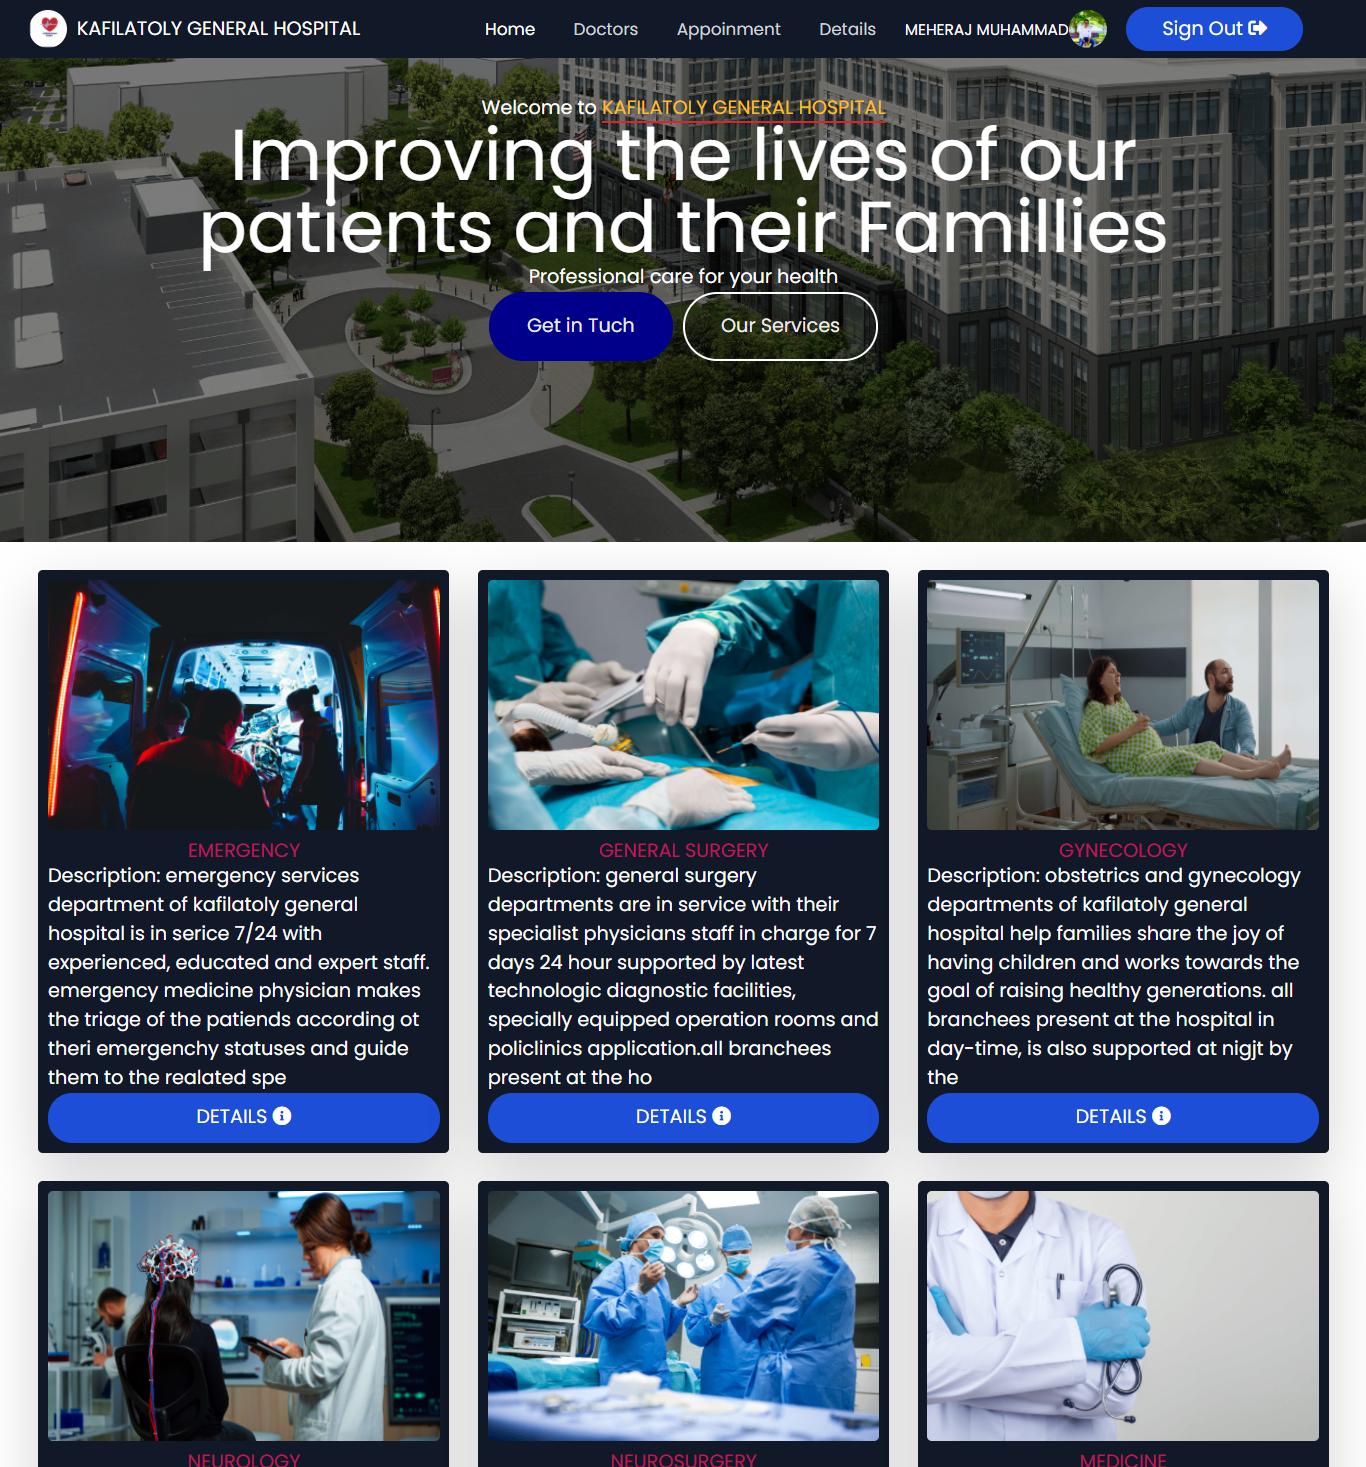 KAFILATOLY GENERAL HOSPITAL
Home
Doctors
Appoinment
Details
MEHERAJ MUHAMMAD
Sign Out
Welcome to KAFILATOLY GENERAL HOSPITAL
Improving the lives of our
patients and their Famillies
Professional care for your health
Get in Tuch
Our Services
EMERGENCY
Description: emergency services
department of kafilatoly general
hospital is in serice 7/24 with
experienced, educated and expert staff.
emergency medicine physician makes
the triage of the patiends according ot
theri emergenchy statuses and guide
them to the realated spe
DETAILS
GENERAL SURGERY
Description: general surgery
departments are in service with their
specialist physicians staff in charge for 7
days 24 hour supported by latest
technologic diagnostic facilities,
specially equipped operation rooms and
policlinics application.all branchees
present at the ho
DETAILS
GYNECOLOGY
Description: obstetrics and gynecology
departments of kafilatoly general
hospital help families share the joy of
having children and works towards the
goal of raising healthy generations. all
branchees present at the hospital in
day-time, is also supported at nigjt by
the
DETAILS
NEUROLOGY
NEUROSURGERY
MEDICINE